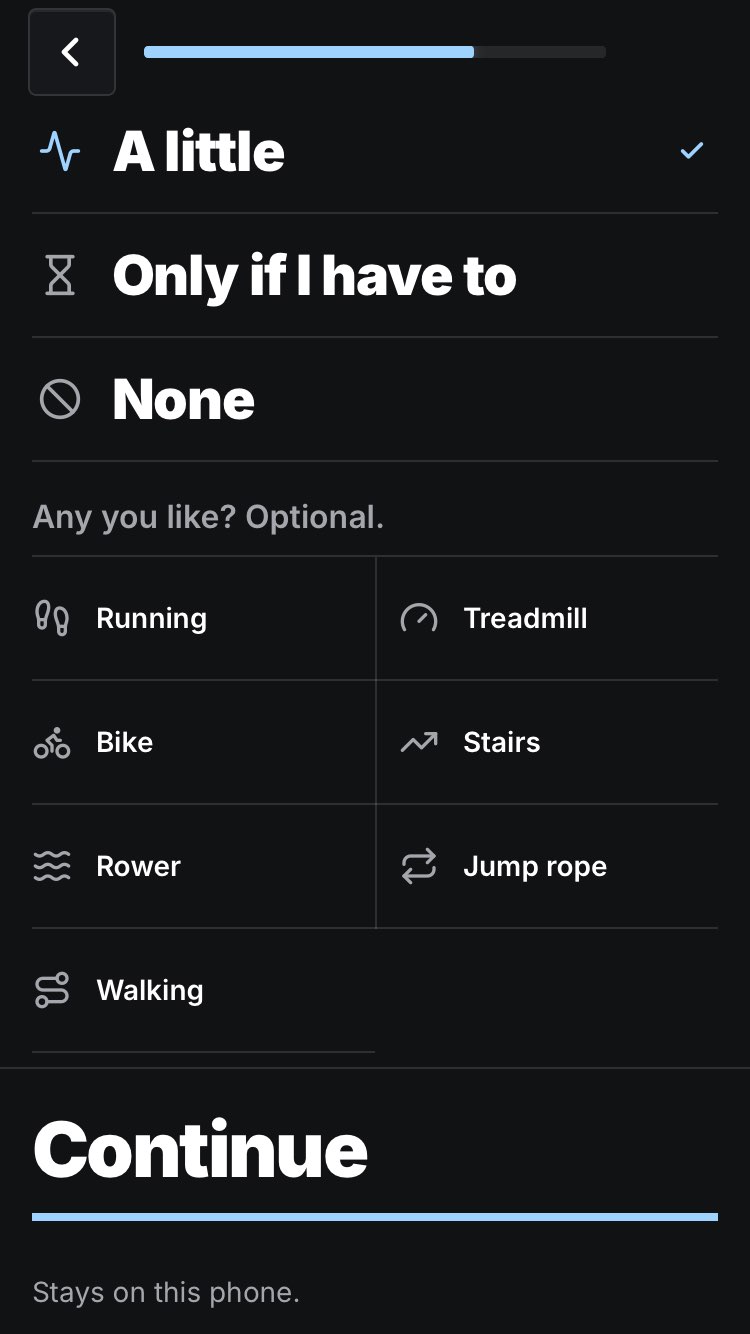 A little
Only if I have to
None
Any you like? Optional.
Running
Treadmill
Bike
Stairs
Rower
Jump rope
Walking
Continue
Stays on this phone.